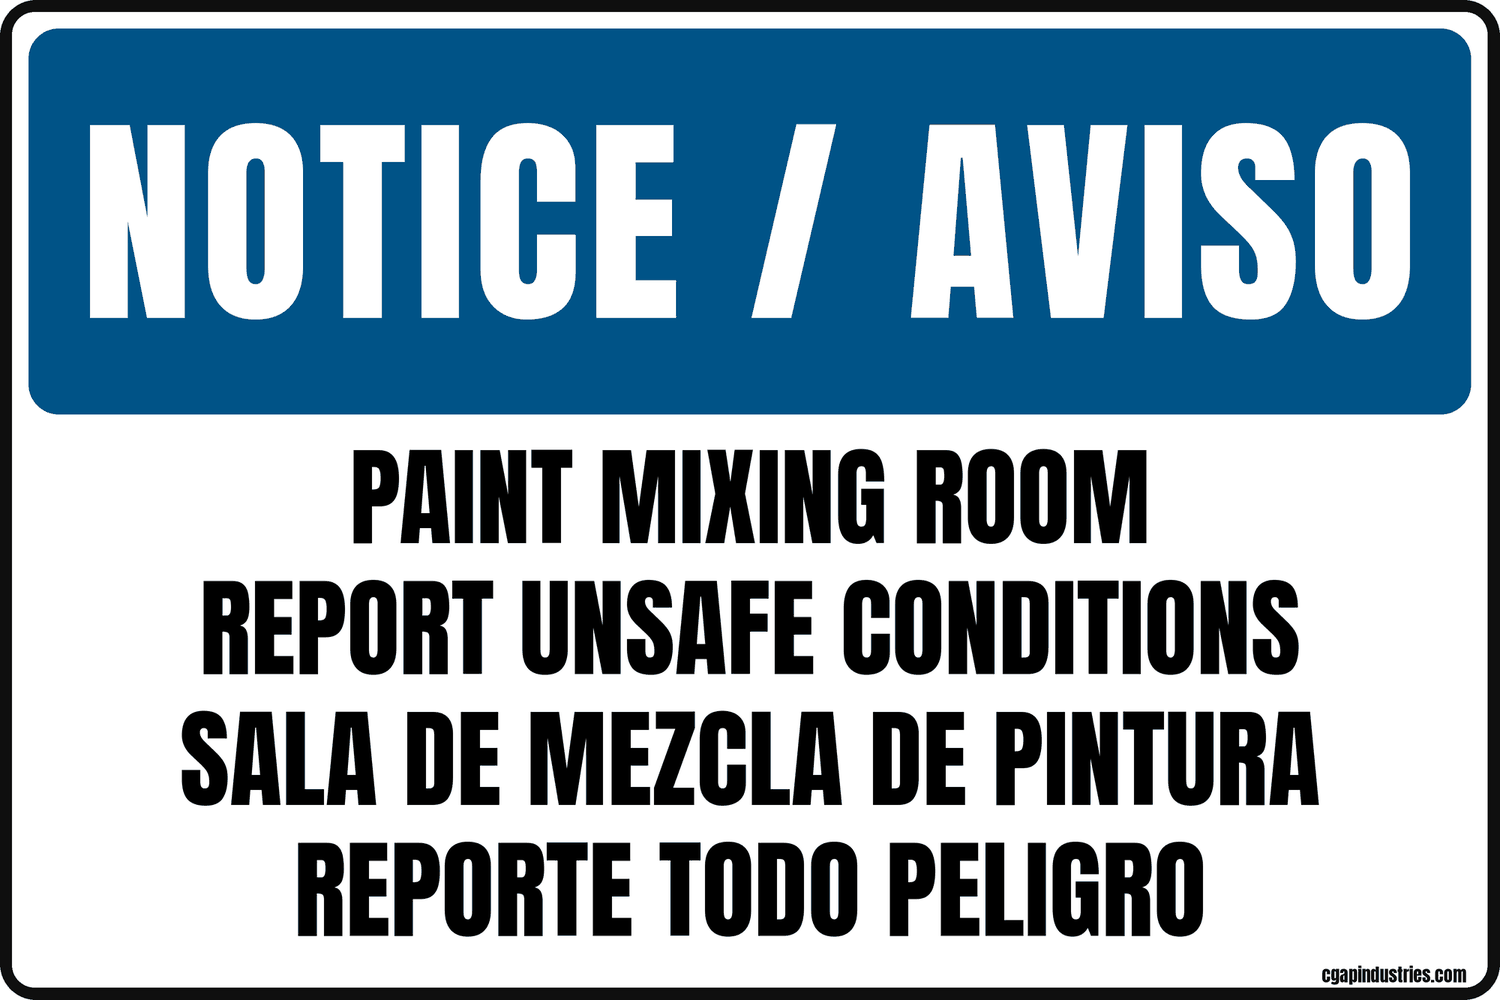 NOTICE / AVISO
PAINT MIXING ROOM
REPORT UNSAFE CONDITIONS
SALA DE MEZCLA DE PINTURA
REPORTE TODO PELIGRO
cgapindustries.com